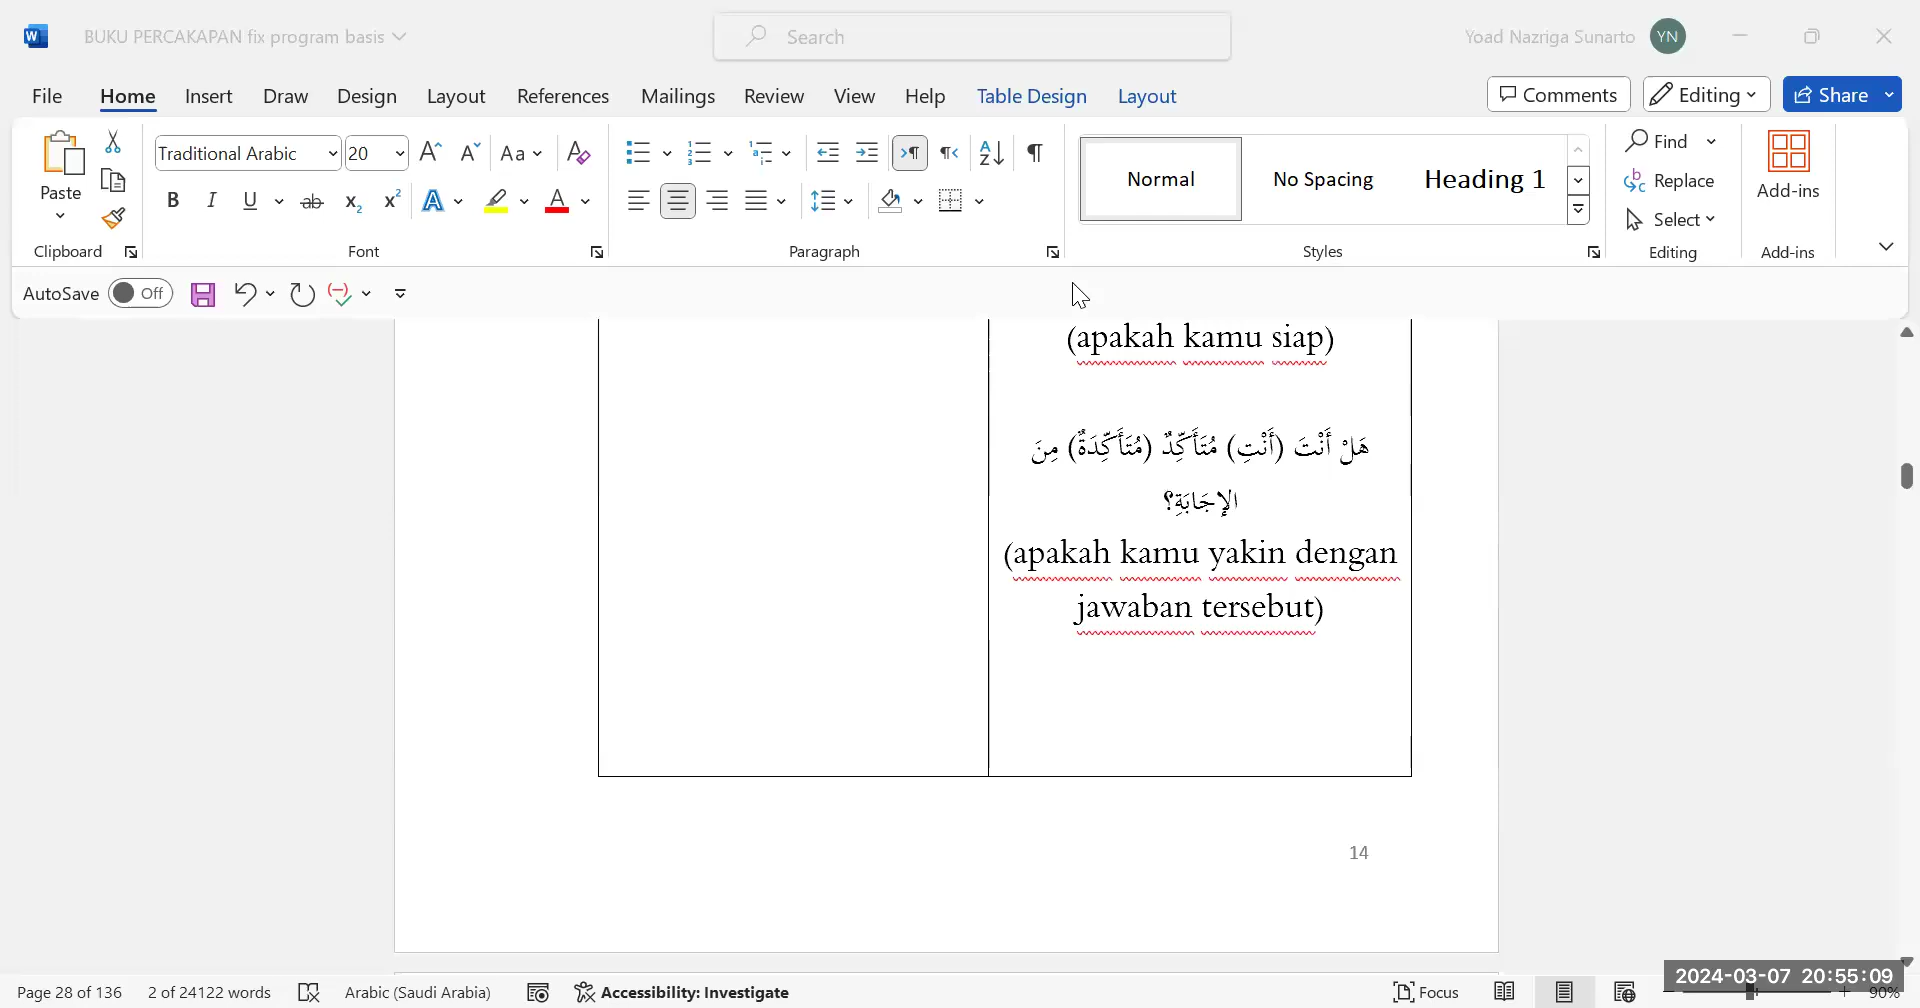 BUKU PERCAKAPAN fix program basis
Search
Yoad Nazriga Sunarto
YN
File
Home
Insert
Draw
Design
Layout
References
Mailings
Review
View
Help
Table Design
Layout
Comments
Editing
Share
Paste
Clipboard
Traditional Arabic
20
Font
Paragraph
Normal
No Spacing
Heading 1
Styles
Find
Replace
Select
Editing
Add-ins
Add-ins
AutoSave
Off
(apakah kamu siap)
هَلْ أَنْتَ (أَنْتِ) مُتَأَكِّدٌ (مُتَأَكِّدَةٌ) مِنَ
الإِجَابَةِ؟
(apakah kamu yakin dengan
jawaban tersebut)
14
Page 28 of 136
2 of 24122 words
Arabic (Saudi Arabia)
Accessibility: Investigate
Focus
2024-03-07 20:55:09
90%